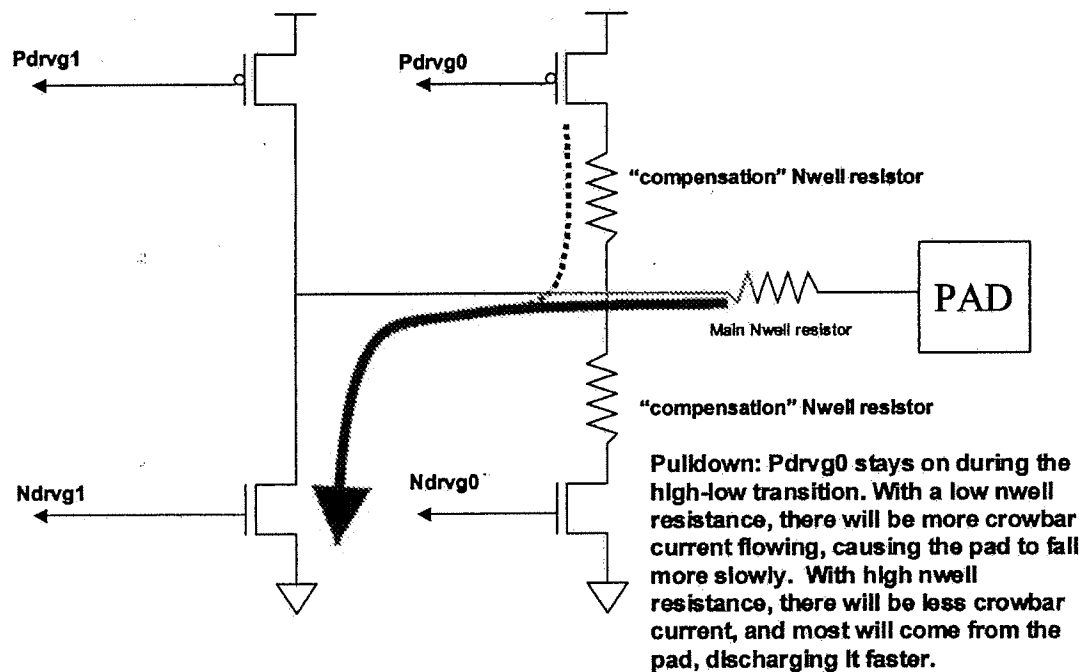 Pdrvg1
Pdrvg0
"compensation" Nwell resistor
PAD
Main Nwell resistor
"compensation" Nwell resistor
Ndrvg1
Ndrvg0
Pulldown: Pdrvg0 stays on during the
high-low transition. With a low nwell
resistance, there will be more crowbar
current flowing, causing the pad to fall
more slowly. With high nwell
resistance, there will be less crowbar
current, and most will come from the
pad, discharging it faster.